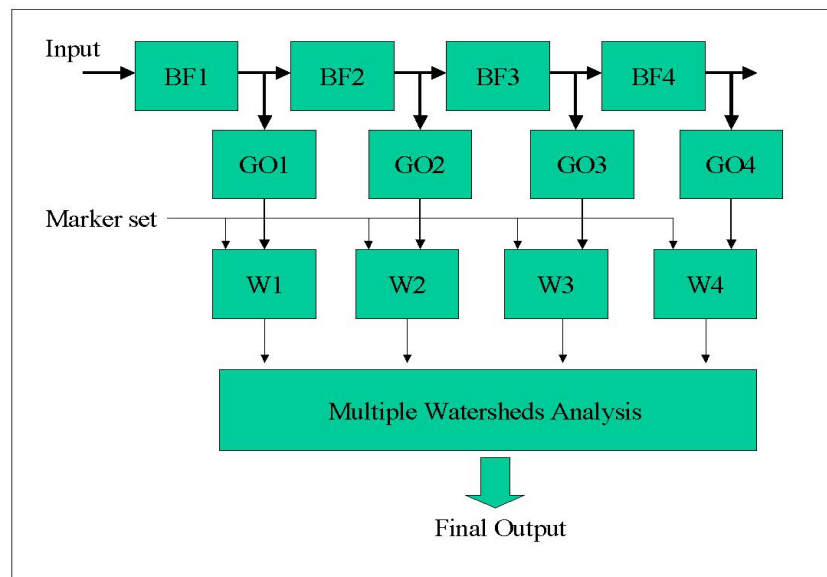 Input
BF1 BF2 BF3 BF4
GO1 GO2 GO3 GO4
Marker set
W1 W2 W3 W4
Multiple Watersheds Analysis
Final Output